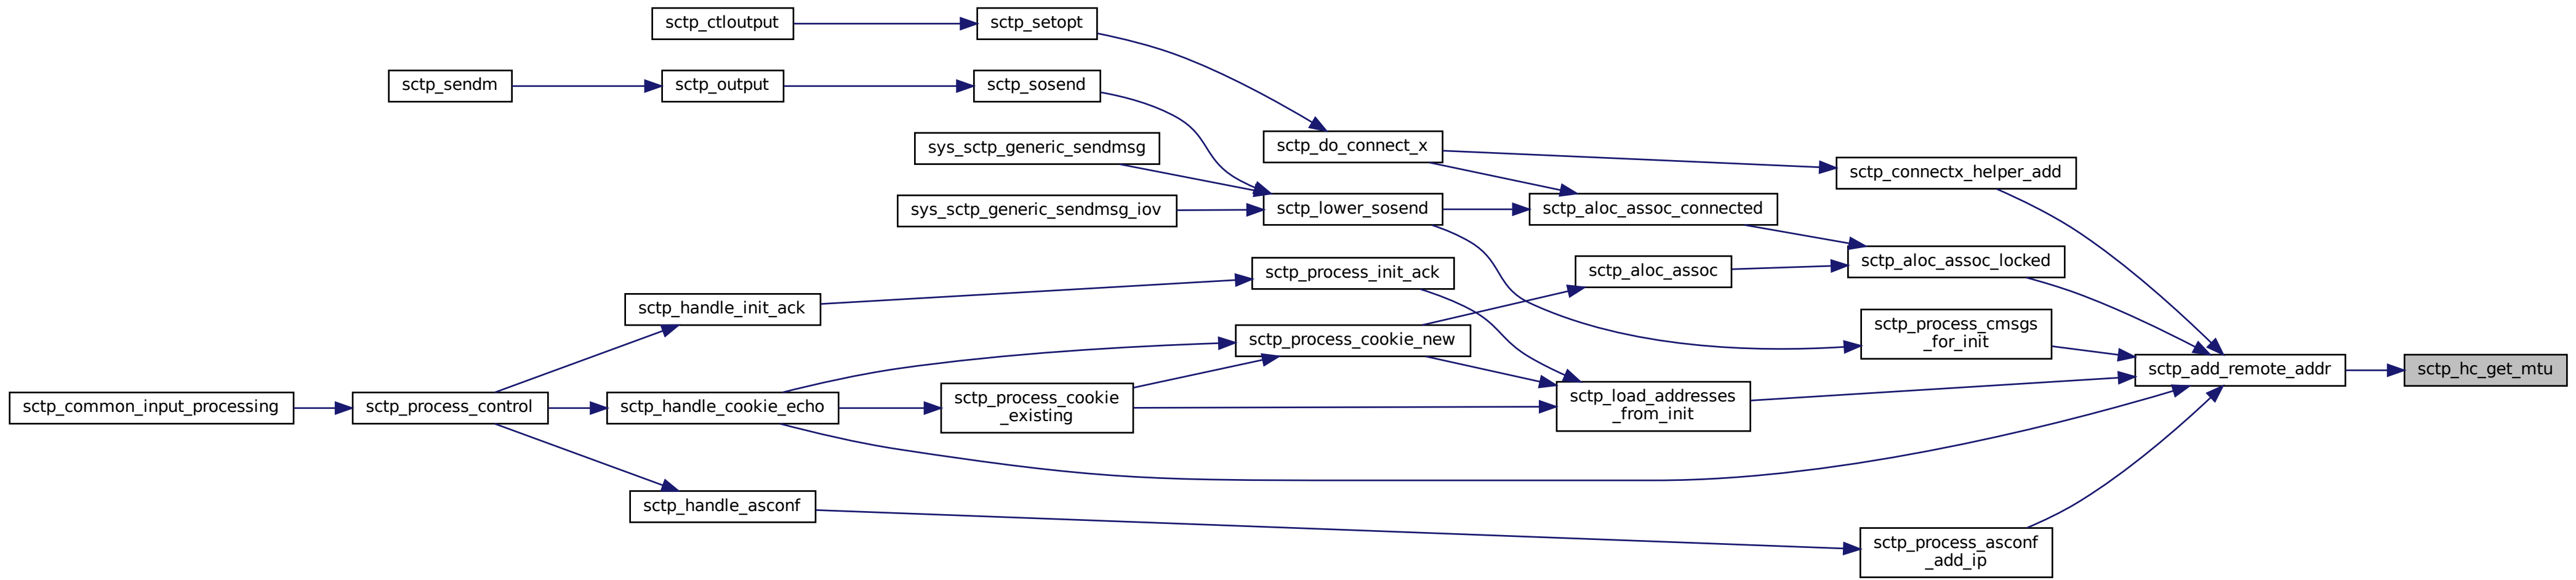 sctp_ctloutput
sctp_setopt
sctp_sendm
sctp_output
sctp_sosend
sys_sctp_generic_sendmsg
sctp_do_connect_x
sctp_connectx_helper_add
sys_sctp_generic_sendmsg_iov
sctp_lower_sosend
sctp_aloc_assoc_connected
sctp_process_init_ack
sctp_aloc_assoc
sctp_aloc_assoc_locked
sctp_handle_init_ack
sctp_process_cookie_new
sctp_process_cmsgs
_for_init
sctp_add_remote_addr
sctp_hc_get_mtu
sctp_common_input_processing
sctp_process_control
sctp_handle_cookie_echo
sctp_process_cookie
_existing
sctp_load_addresses
_from_init
sctp_handle_asconf
sctp_process_asconf
_add_ip